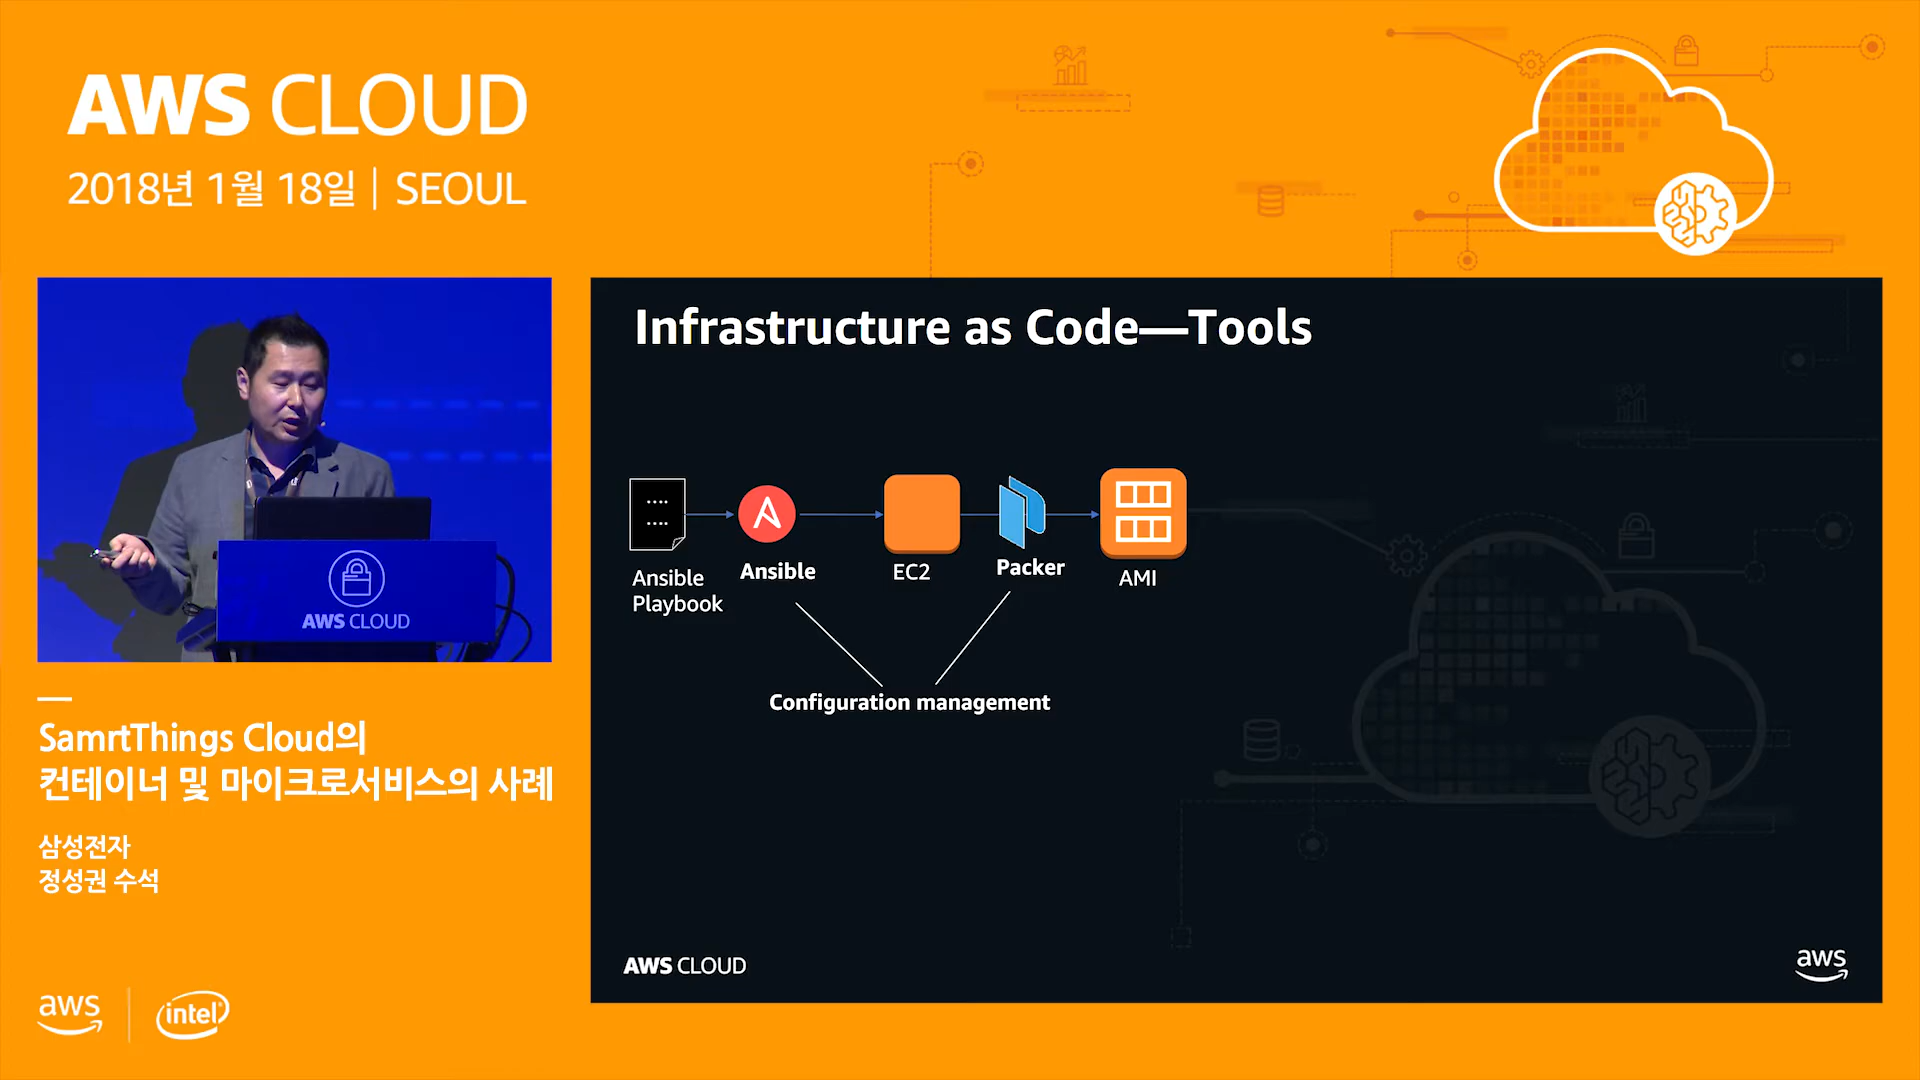 AWS CLOUD
2018년 1월 18일 | SEOUL
AWS CLOUD
SamrtThings Cloud의
컨테이너 및 마이크로서비스의 사례
삼성전자
정성권 수석
aws
intel
Infrastructure as Code—Tools
Ansible
Playbook
Ansible
EC2
Packer
AMI
Configuration management
AWS CLOUD
aws